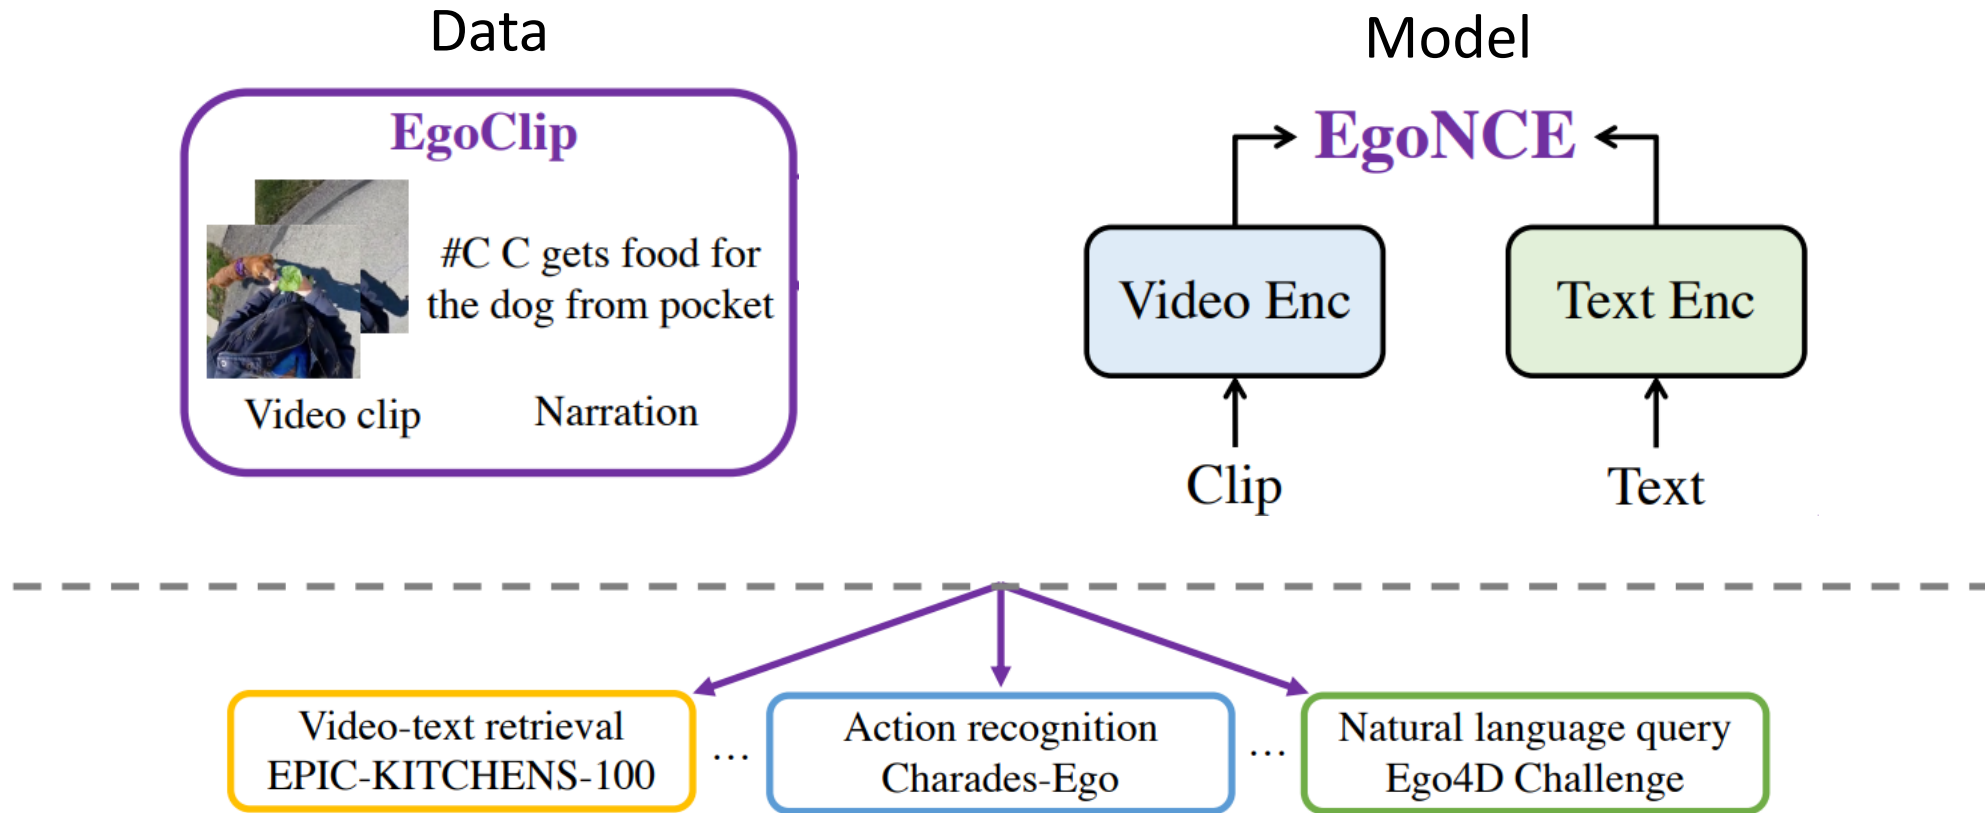 Data
EgoClip
#C C gets food for
the dog from pocket
Video clip
Narration
Model
EgoNCE
Video Enc
Text Enc
Clip
Text
Video-text retrieval
EPIC-KITCHENS-100
...
Action recognition
Charades-Ego
...
Natural language query
Ego4D Challenge